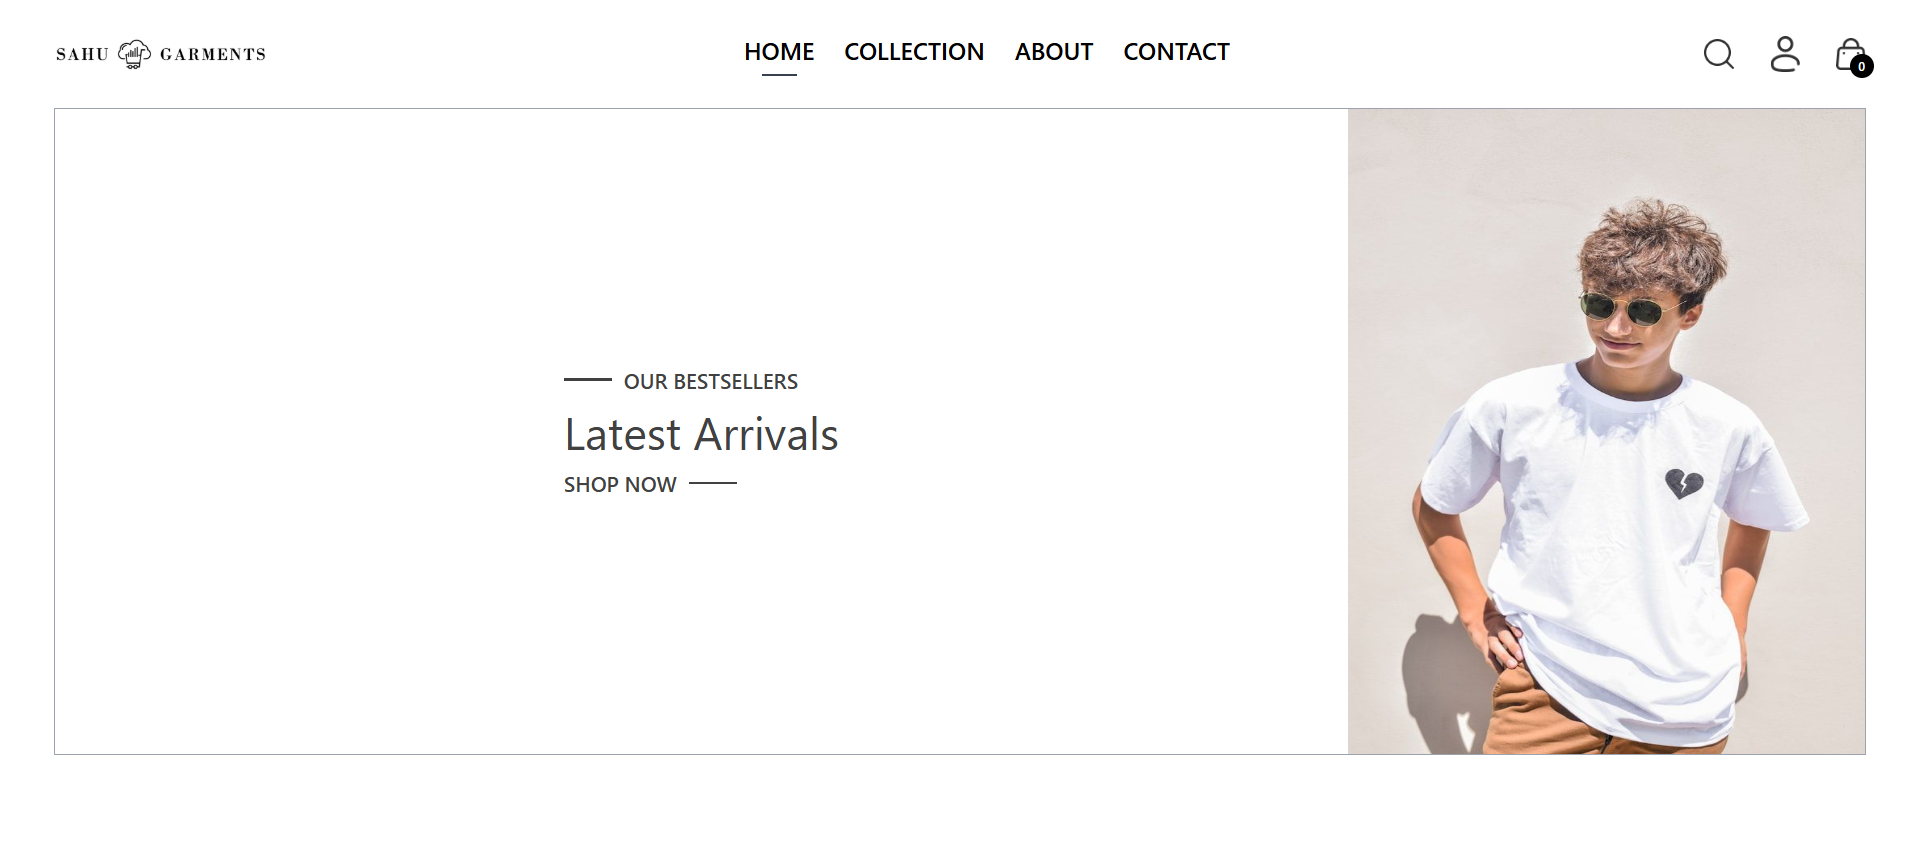 SAHU GARMENTS
HOME COLLECTION ABOUT CONTACT
0
OUR BESTSELLERS
Latest Arrivals
SHOP NOW